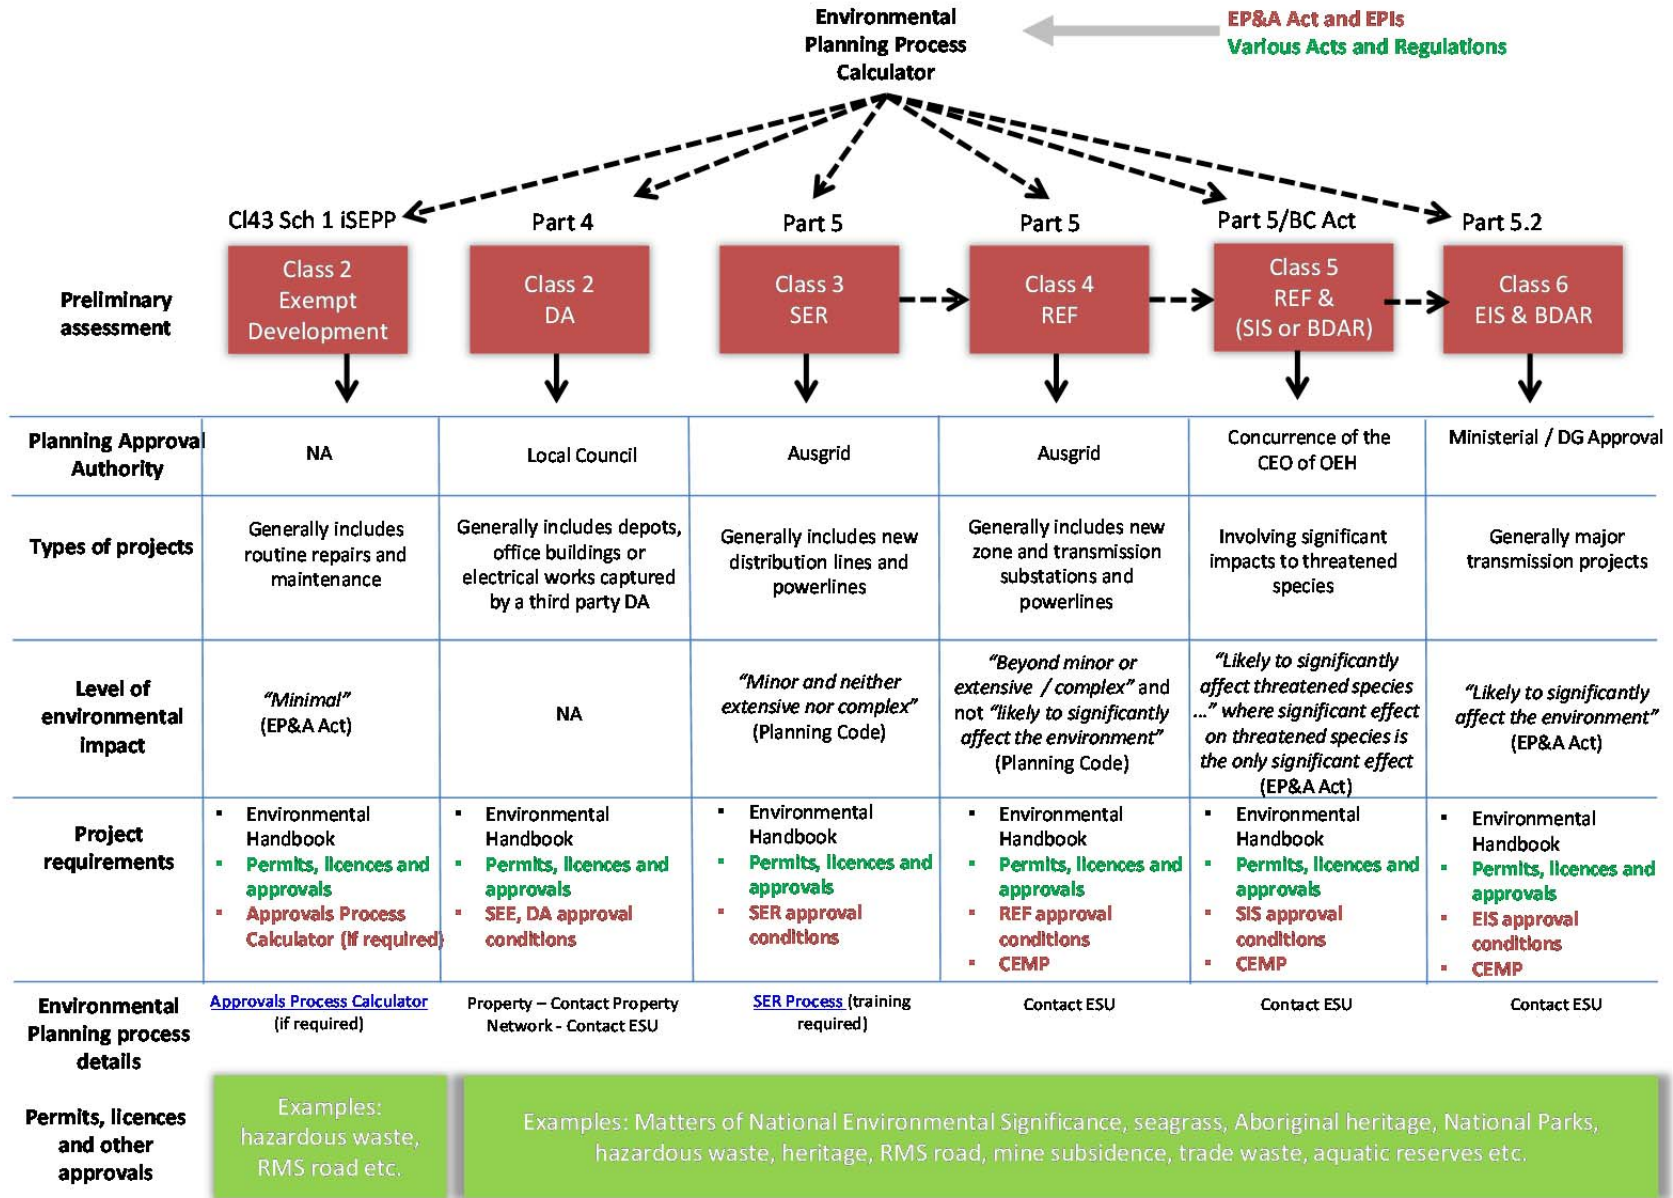 Environmental
Planning Process
Calculator
EP&A Act and EPIs
Various Acts and Regulations
Cl43 Sch 1 iSEPP
Part 4
Part 5
Part 5
Part 5/BC Act
Part 5.2
Preliminary
assessment
Class 2
Exempt
Development
Class 2
DA
Class 3
SER
Class 4
REF
Class 5
REF &
(SIS or BDAR)
Class 6
EIS & BDAR
Planning Approval
Authority
NA
Local Council
Ausgrid
Ausgrid
Concurrence of the
CEO of OEH
Ministerial / DG Approval
Types of projects
Generally includes
routine repairs and
maintenance
Generally includes depots,
office buildings or
electrical works captured
by a third party DA
Generally includes new
distribution lines and
powerlines
Generally includes new
zone and transmission
substations and
powerlines
Involving significant
impacts to threatened
species
Generally major
transmission projects
Level of
environmental
impact
"Minimal"
(EP&A Act)
NA
"Minor and neither
extensive nor complex"
(Planning Code)
"Beyond minor or
extensive / complex" and
not "likely to significantly
affect the environment"
(Planning Code)
"Likely to significantly
affect threatened species
..." where significant effect
on threatened species is
the only significant effect
(EP&A Act)
"Likely to significantly
affect the environment"
(EP&A Act)
Project
requirements
▪ Environmental
Handbook
▪ Permits, licences and
approvals
▪ Approvals Process
Calculator (if required)
▪ Environmental
Handbook
▪ Permits, licences and
approvals
▪ SEE, DA approval
conditions
▪ Environmental
Handbook
▪ Permits, licences and
approvals
▪ SER approval
conditions
▪ Environmental
Handbook
▪ Permits, licences and
approvals
▪ REF approval
conditions
▪ CEMP
▪ Environmental
Handbook
▪ Permits, licences and
approvals
▪ SIS approval
conditions
▪ CEMP
▪ Environmental
Handbook
▪ Permits, licences and
approvals
▪ EIS approval
conditions
▪ CEMP
Environmental
Planning process
details
Approvals Process Calculator
(if required)
Property – Contact Property
Network - Contact ESU
SER Process (training
required)
Contact ESU
Contact ESU
Contact ESU
Permits, licences
and other
approvals
Examples:
hazardous waste,
RMS road etc.
Examples: Matters of National Environmental Significance, seagrass, Aboriginal heritage, National Parks,
hazardous waste, heritage, RMS road, mine subsidence, trade waste, aquatic reserves etc.